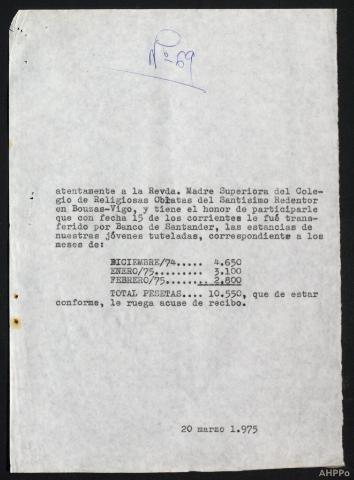 Nº 69
atentamente a la Revda. Madre Superiora del Cole-
gio de Religiosas Oblatas del Santisimo Redentor
en Bouzas-Vigo, y tiene el honor de participarle
que con fecha 15 de los corrientes le fué trans-
ferido por Banco de Santander, las estancias de
nuestras jóvenes tuteladas, correspondiente a los
meses de:
DICIEMBRE/74..... 4.650
ENERO/75......... 3.100
FEBRERO/75....... 2.800
TOTAL PESETAS.... 10.550, que de estar
conforme, le ruega acuse de recibo.
20 marzo 1.975
AHPPo